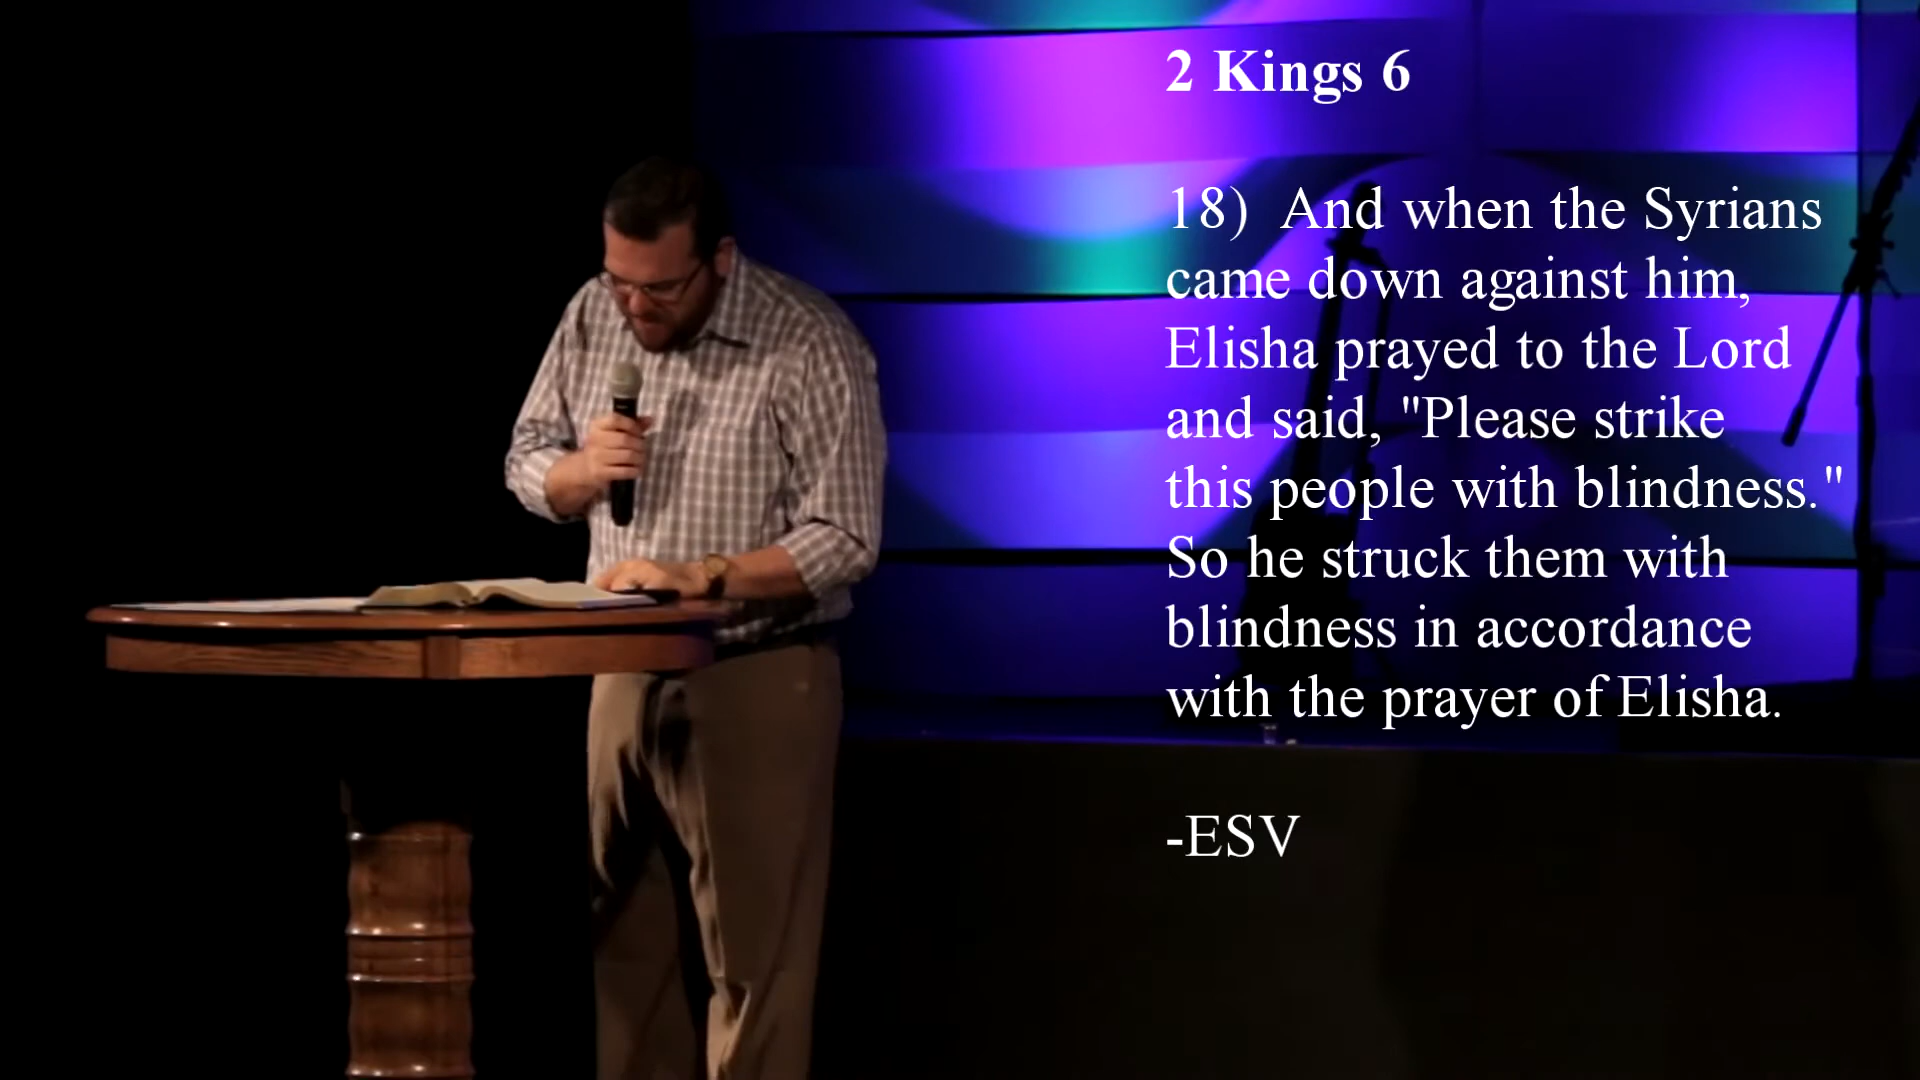 2 Kings 6
18) And when the Syrians
came down against him,
Elisha prayed to the Lord
and said, "Please strike
this people with blindness."
So he struck them with
blindness in accordance
with the prayer of Elisha.
-ESV